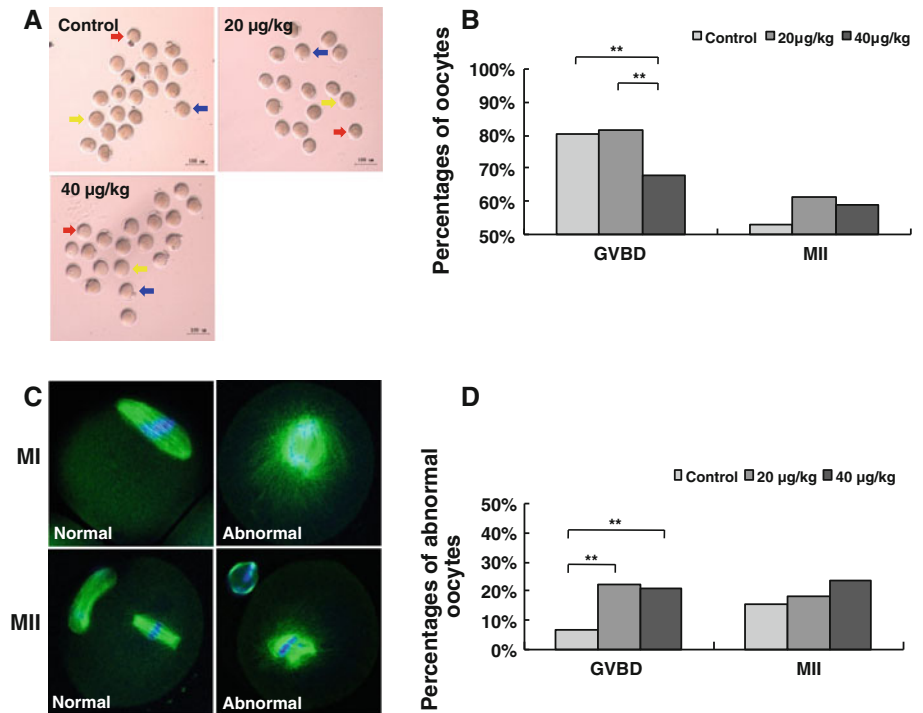 A
Control
20 µg/kg
40 µg/kg
100 um
B
Control 20µg/kg 40µg/kg
**
**
Percentages of oocytes
100%
90%
80%
70%
60%
50%
GVBD MII
C
MI
Normal
Abnormal
MII
Normal
Abnormal
D
Control 20 µg/kg 40 µg/kg
Percentages of abnormal
oocytes
50%
40%
30%
20%
10%
0%
**
**
GVBD MII